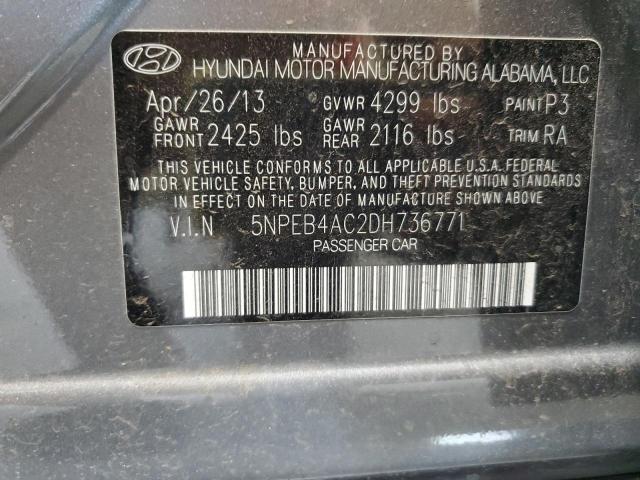 MANUFACTURED BY
HYUNDAI MOTOR MANUFACTURING ALABAMA, LLC
Apr/26/13 GVWR 4299 lbs PAINT P3
GAWR FRONT 2425 lbs GAWR REAR 2116 lbs TRIM RA
THIS VEHICLE CONFORMS TO ALL APPLICABLE U.S.A. FEDERAL
MOTOR VEHICLE SAFETY, BUMPER, AND THEFT PREVENTION STANDARDS
IN EFFECT ON THE DATE OF MANUFACTURE SHOWN ABOVE
V.I.N 5NPEB4AC2DH736771
PASSENGER CAR